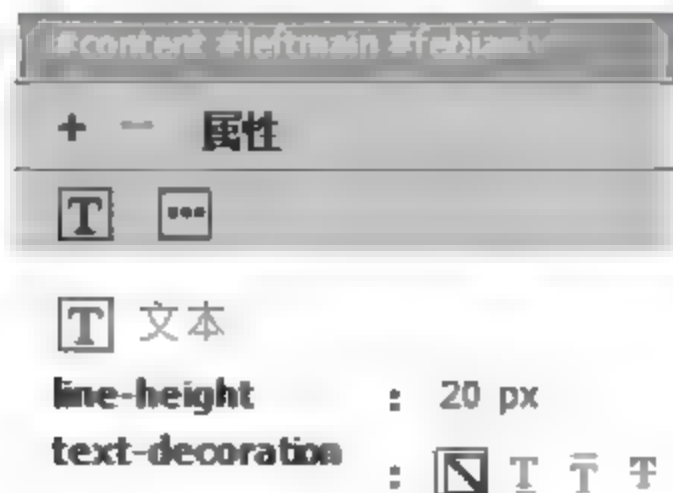 #content #leftmain
+ − 属性
T
T 文本
line-height : 20 px
text-decoration : T T T